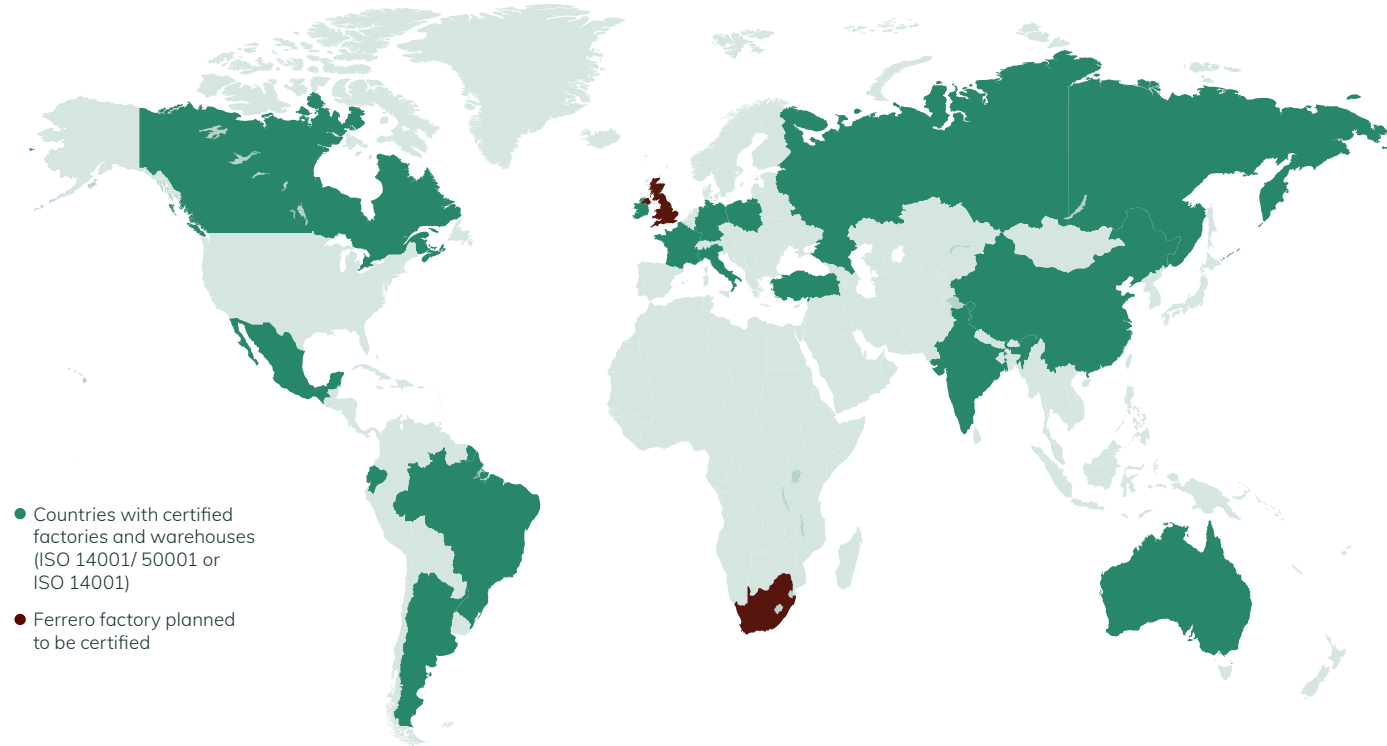 Countries with certified
factories and warehouses
(ISO 14001/ 50001 or
ISO 14001)
Ferrero factory planned
to be certified